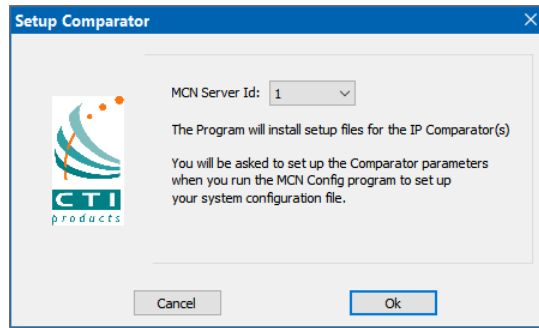 Setup Comparator
MCN Server Id: 1
The Program will install setup files for the IP Comparator(s)
You will be asked to set up the Comparator parameters
when you run the MCN Config program to set up
your system configuration file.
CTI
products
Cancel
Ok